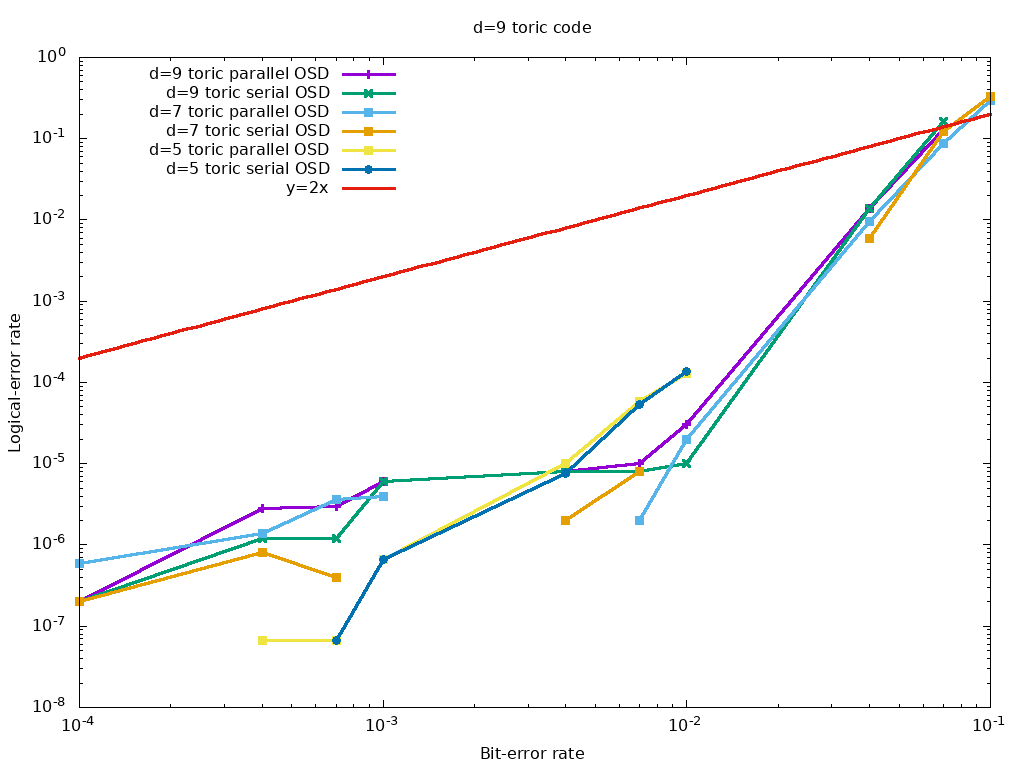 d=9 toric code
10^0
10^-1
10^-2
10^-3
10^-4
10^-5
10^-6
10^-7
10^-8
Logical-error rate
d=9 toric parallel OSD
d=9 toric serial OSD
d=7 toric parallel OSD
d=7 toric serial OSD
d=5 toric parallel OSD
d=5 toric serial OSD
y=2x
10^-4
10^-3
10^-2
10^-1
Bit-error rate